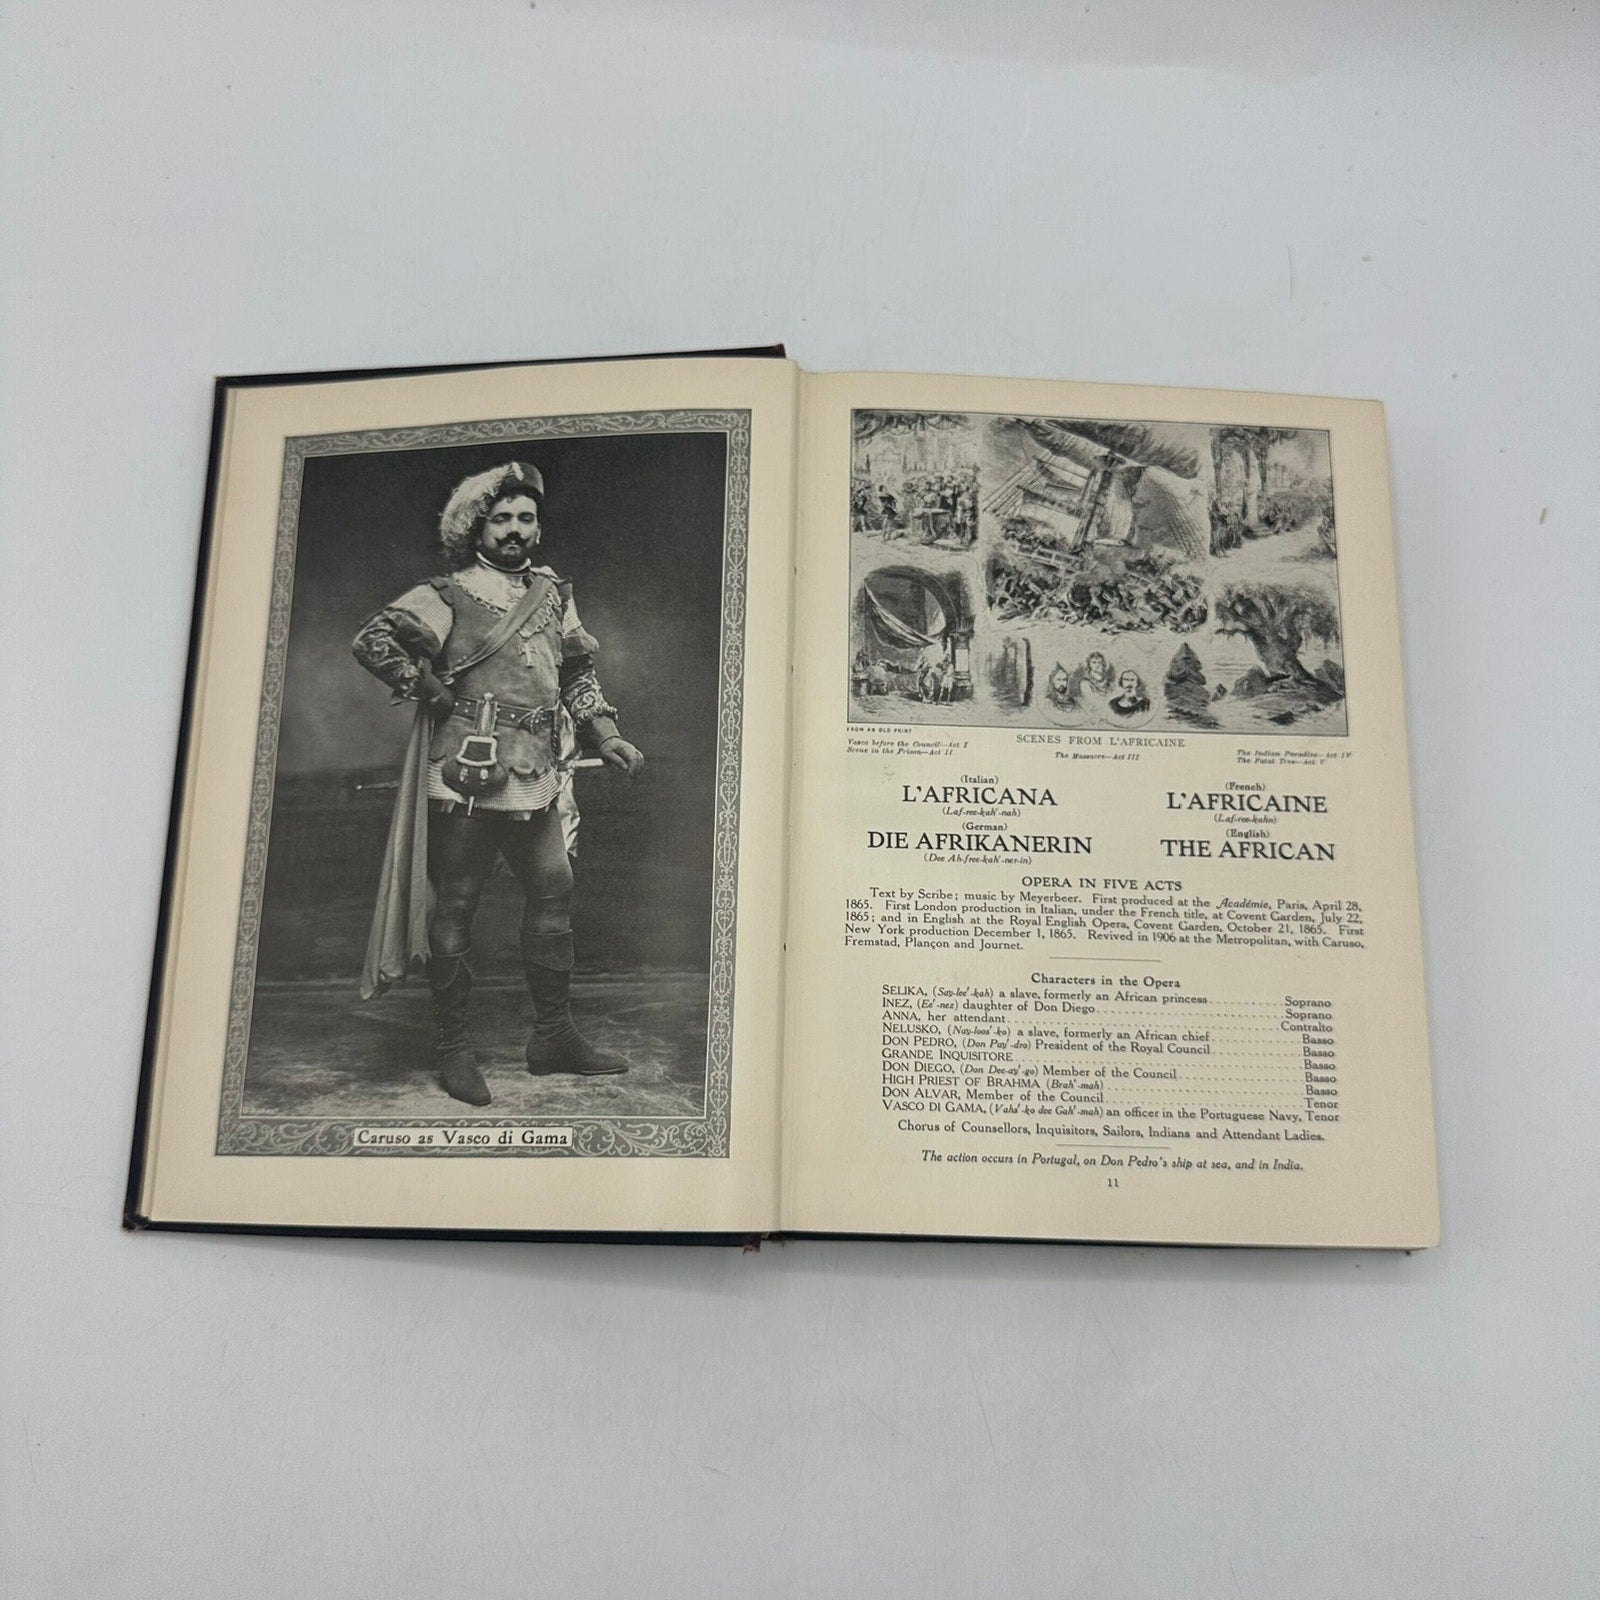 Caruso as Vasco di Gama
FROM AN OLD PRINT
SCENES FROM L'AFRICAINE
Vasco before the Council—Act I
Scene in the Prison—Act II
The Massacre—Act III
The Indian Paradise—Act IV
The Fatal Tree—Act V
(Italian)
L'AFRICANA
(Laf-ree-kah'-nah)
(French)
L'AFRICAINE
(Laf-ree-kahn)
(German)
DIE AFRIKANERIN
(Dee Ah-free-kah'-ner-in)
(English)
THE AFRICAN
OPERA IN FIVE ACTS
Text by Scribe; music by Meyerbeer. First produced at the Académie, Paris, April 28,
1865. First London production in Italian, under the French title, at Covent Garden, July 22,
1865; and in English at the Royal English Opera, Covent Garden, October 21, 1865. First
New York production December 1, 1865. Revived in 1906 at the Metropolitan, with Caruso,
Fremstad, Plançon and Journet.
Characters in the Opera
SELIKA, (Say-lee'-kah) a slave, formerly an African princess Soprano
INEZ, (Ee'-nez) daughter of Don Diego Soprano
ANNA, her attendant Contralto
NELUSKO, (Nay-loos'-ko) a slave, formerly an African chief Basso
DON PEDRO, (Don Pay'-dro) President of the Royal Council Basso
GRANDE INQUISITORE Basso
DON DIEGO, (Don Dee-ay'-go) Member of the Council Basso
HIGH PRIEST OF BRAHMA (Brah'-mah) Basso
DON ALVAR, Member of the Council Tenor
VASCO DI GAMA, (Vahs'-ko dee Gah'-mah) an officer in the Portuguese Navy, Tenor
Chorus of Counsellors, Inquisitors, Sailors, Indians and Attendant Ladies.
The action occurs in Portugal, on Don Pedro's ship at sea, and in India.
11